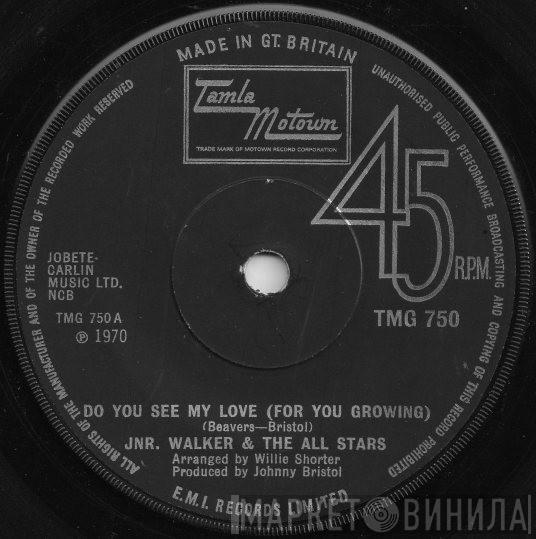 MADE IN GT. BRITAIN
Tamla
Motown
TRADE MARK OF MOTOWN RECORD CORPORATION
UNAUTHORISED PUBLIC PERFORMANCE BROADCASTING AND COPYING OF THIS RECORD PROHIBITED
ALL RIGHTS OF THE MANUFACTURER AND OF THE OWNER OF THE RECORDED WORK RESERVED
45
R.P.M.
JOBETE-
CARLIN
MUSIC LTD.
NCB
TMG 750
TMG 750 A
℗ 1970
DO YOU SEE MY LOVE (FOR YOU GROWING)
(Beavers—Bristol)
JNR. WALKER & THE ALL STARS
Arranged by Willie Shorter
Produced by Johnny Bristol
E.M.I. RECORDS LIMITED
МАРКЕТ ВИНИЛА